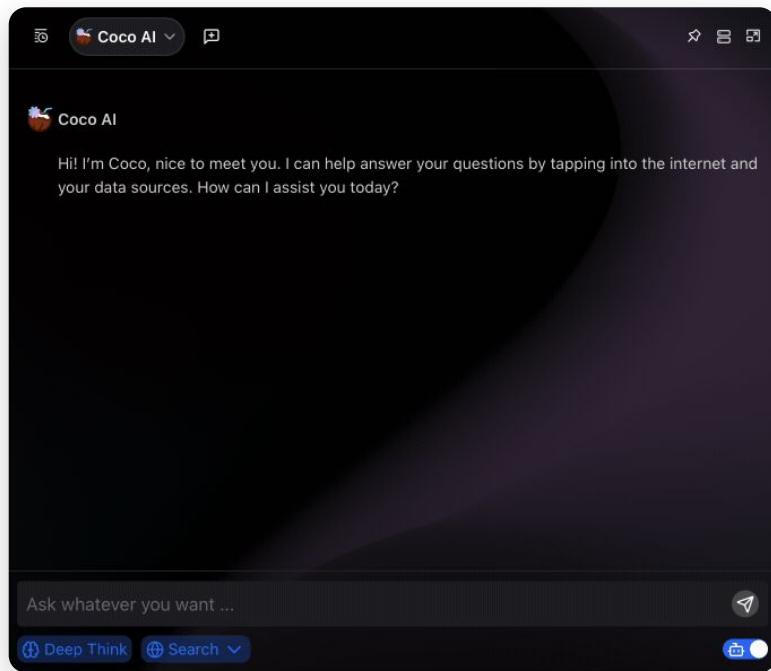 Coco AI
Coco AI
Hi! I'm Coco, nice to meet you. I can help answer your questions by tapping into the internet and
your data sources. How can I assist you today?
Ask whatever you want ...
Deep Think
Search